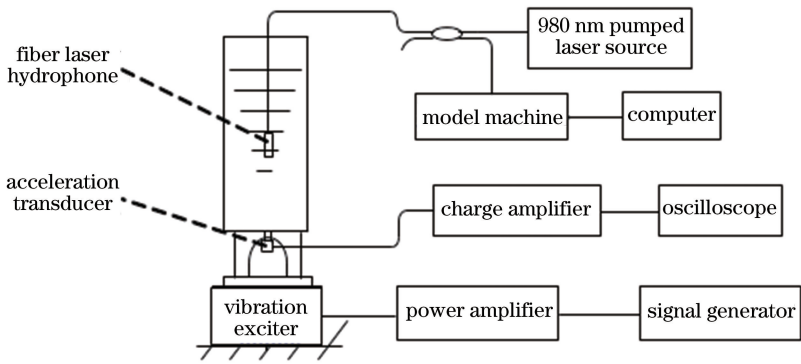 980 nm pumped
laser source
fiber laser
hydrophone
model machine
computer
acceleration
transducer
charge amplifier
oscilloscope
vibration
exciter
power amplifier
signal generator